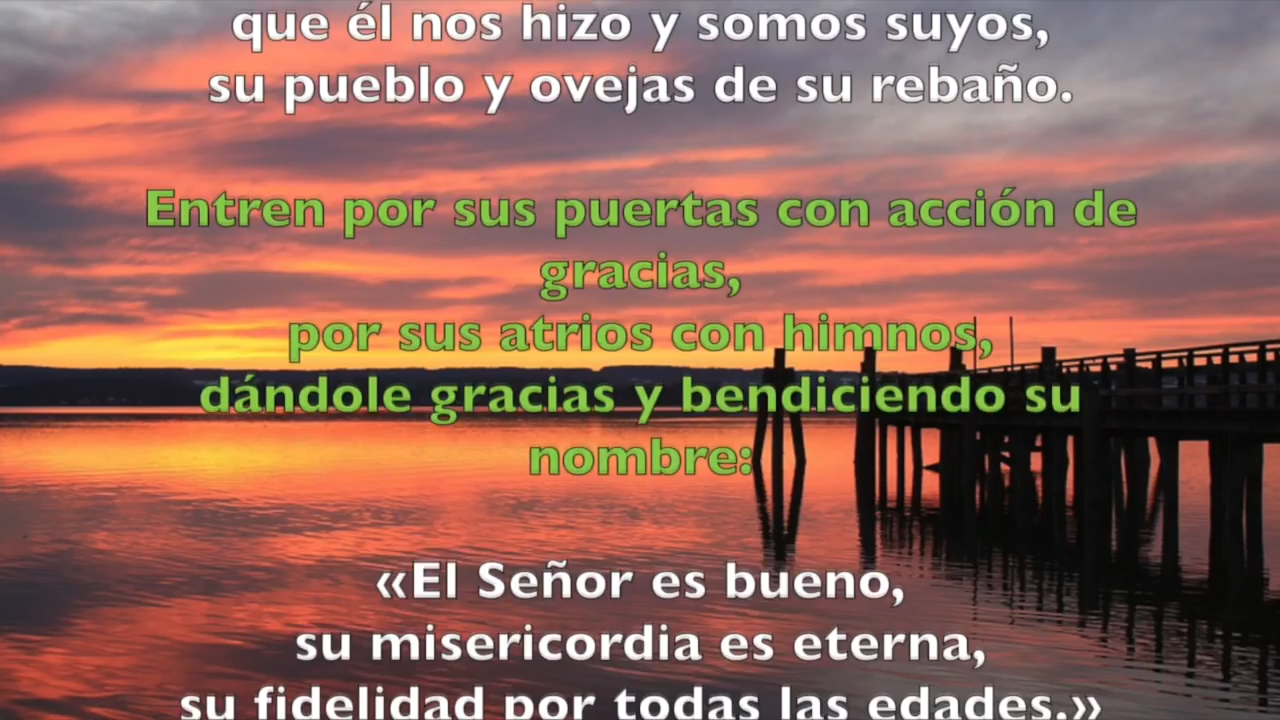 que él nos hizo y somos suyos,
su pueblo y ovejas de su rebaño.
Entren por sus puertas con acción de
gracias,
por sus atrios con himnos,
dándole gracias y bendiciendo su
nombre:
«El Señor es bueno,
su misericordia es eterna,
su fidelidad por todas las edades.»